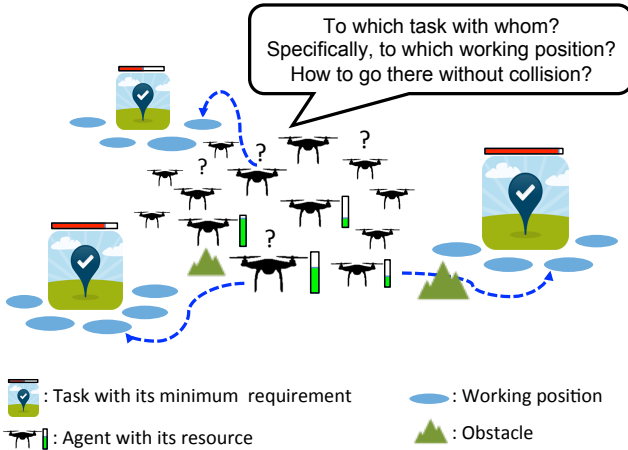 To which task with whom?
Specifically, to which working position?
How to go there without collision?
?
?
?
?
: Task with its minimum requirement
: Working position
: Agent with its resource
: Obstacle